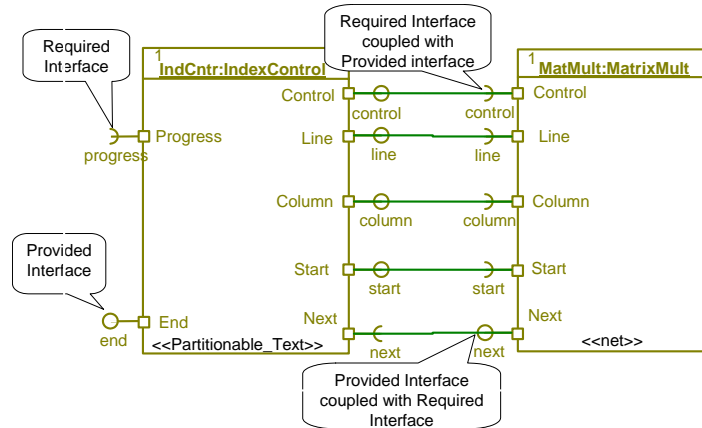 Required
Interface
Required Interface
coupled with
Provided interface
1
IndCntr:IndexControl
1
MatMult:MatrixMult
Control
control
control
Control
Progress
progress
Line
line
line
Line
Column
column
column
Column
Provided
Interface
Start
start
start
Start
End
end
Next
next
next
Next
<<Partitionable_Text>>
<<net>>
Provided Interface
coupled with Required
Interface